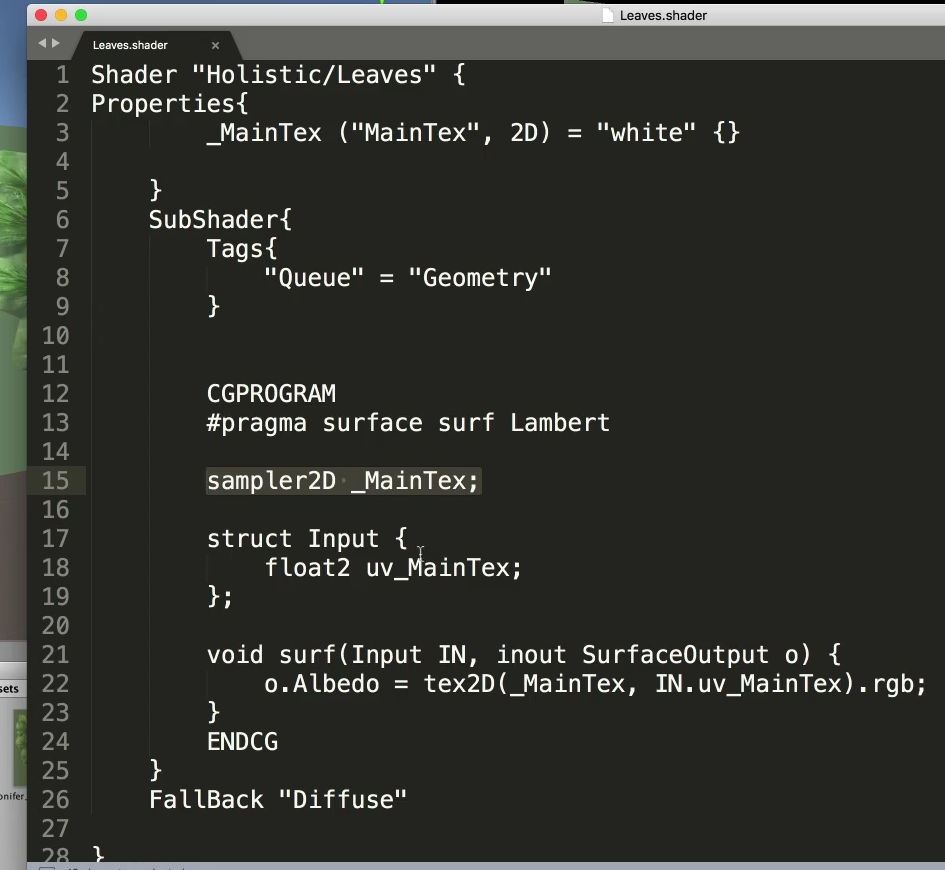 Leaves.shader
Leaves.shader ×
1 Shader "Holistic/Leaves" {
2 Properties{
3 _MainTex ("MainTex", 2D) = "white" {}
4
5 }
6 SubShader{
7 Tags{
8 "Queue" = "Geometry"
9 }
10
11
12 CGPROGRAM
13 #pragma surface surf Lambert
14
15 sampler2D _MainTex;
16
17 struct Input {
18 float2 uv_MainTex;
19 };
20
21 void surf(Input IN, inout SurfaceOutput o) {
22 o.Albedo = tex2D(_MainTex, IN.uv_MainTex).rgb;
23 }
24 ENDCG
25 }
26 FallBack "Diffuse"
27
28 }
sets
onifer.